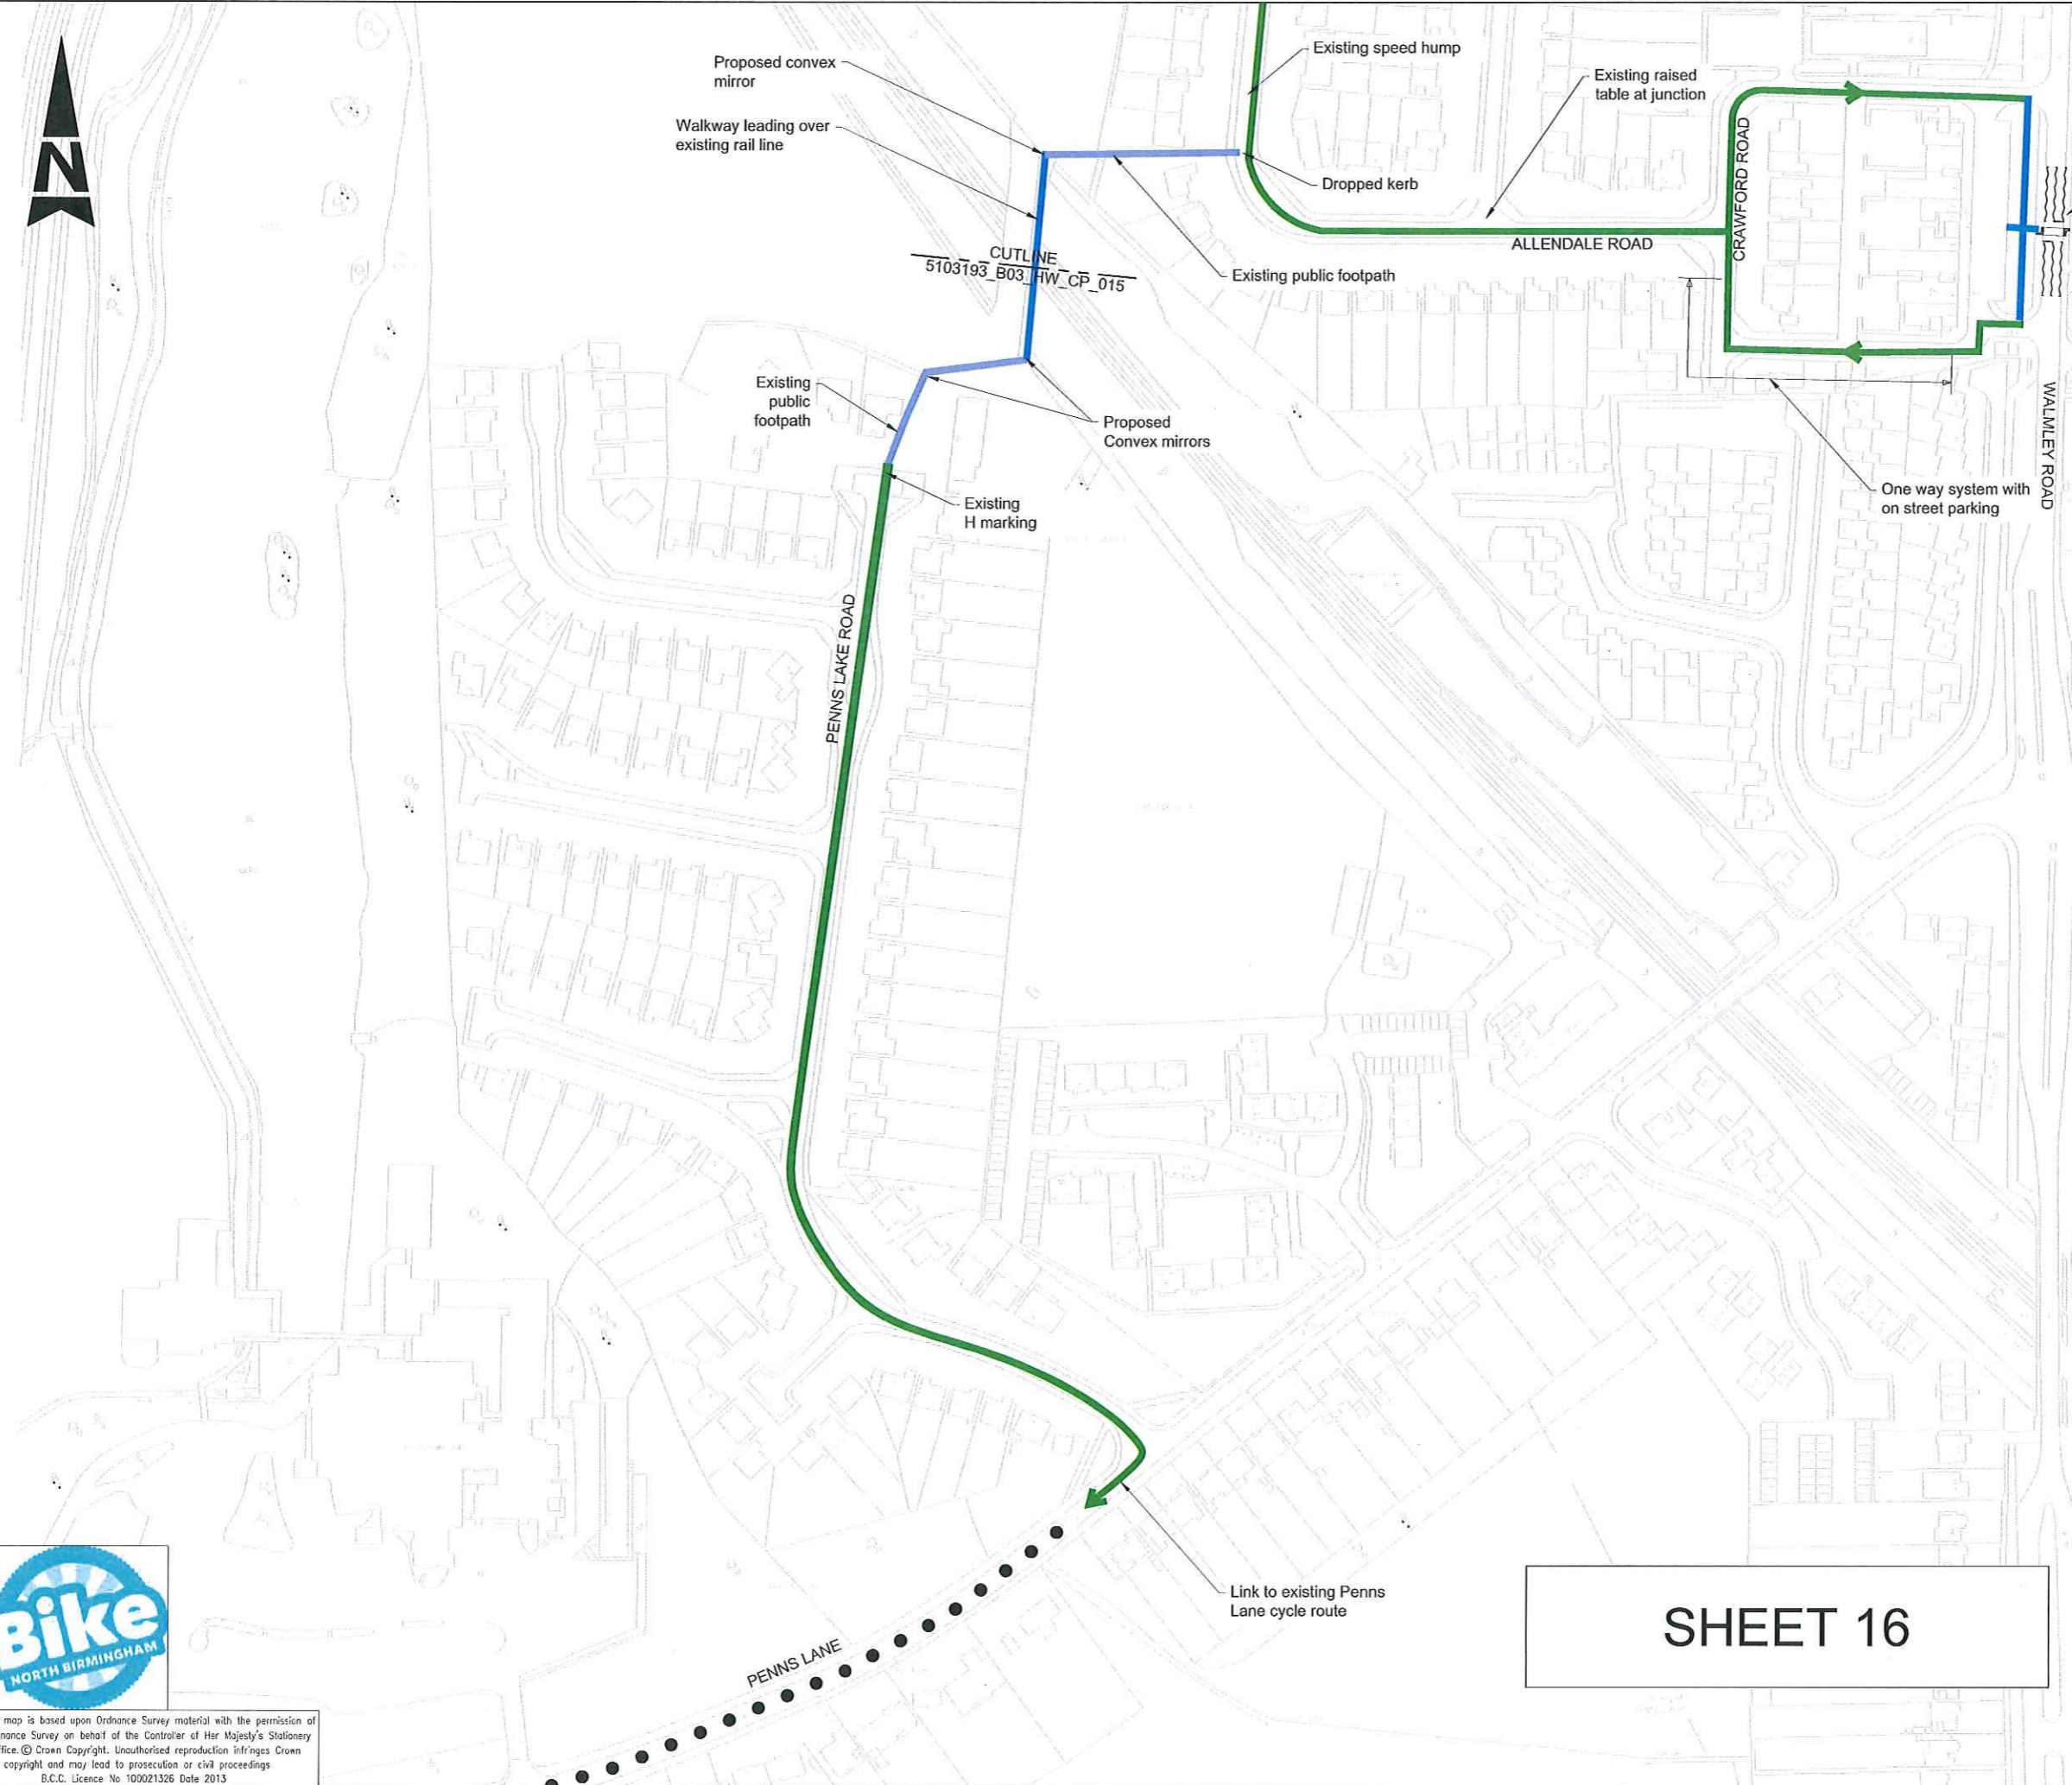 Existing speed hump
Proposed convex
mirror
Existing raised
table at junction
Walkway leading over
existing rail line
N
CRAWFORD ROAD
Dropped kerb
ALLENDALE ROAD
CUTLINE
5103193_B03_HW_CP_015
Existing public footpath
Existing
public
footpath
Proposed
Convex mirrors
WALMLEY ROAD
One way system with
on street parking
Existing
H marking
PENNS LAKE ROAD
Link to existing Penns
Lane cycle route
PENNS LANE
SHEET 16
Bike
NORTH BIRMINGHAM
map is based upon Ordnance Survey material with the permission of
nance Survey on behalf of the Controller of Her Majesty's Stationery
fice. © Crown Copyright. Unauthorised reproduction infringes Crown
copyright and may lead to prosecution or civil proceedings
B.C.C. Licence No 100021326 Date 2013